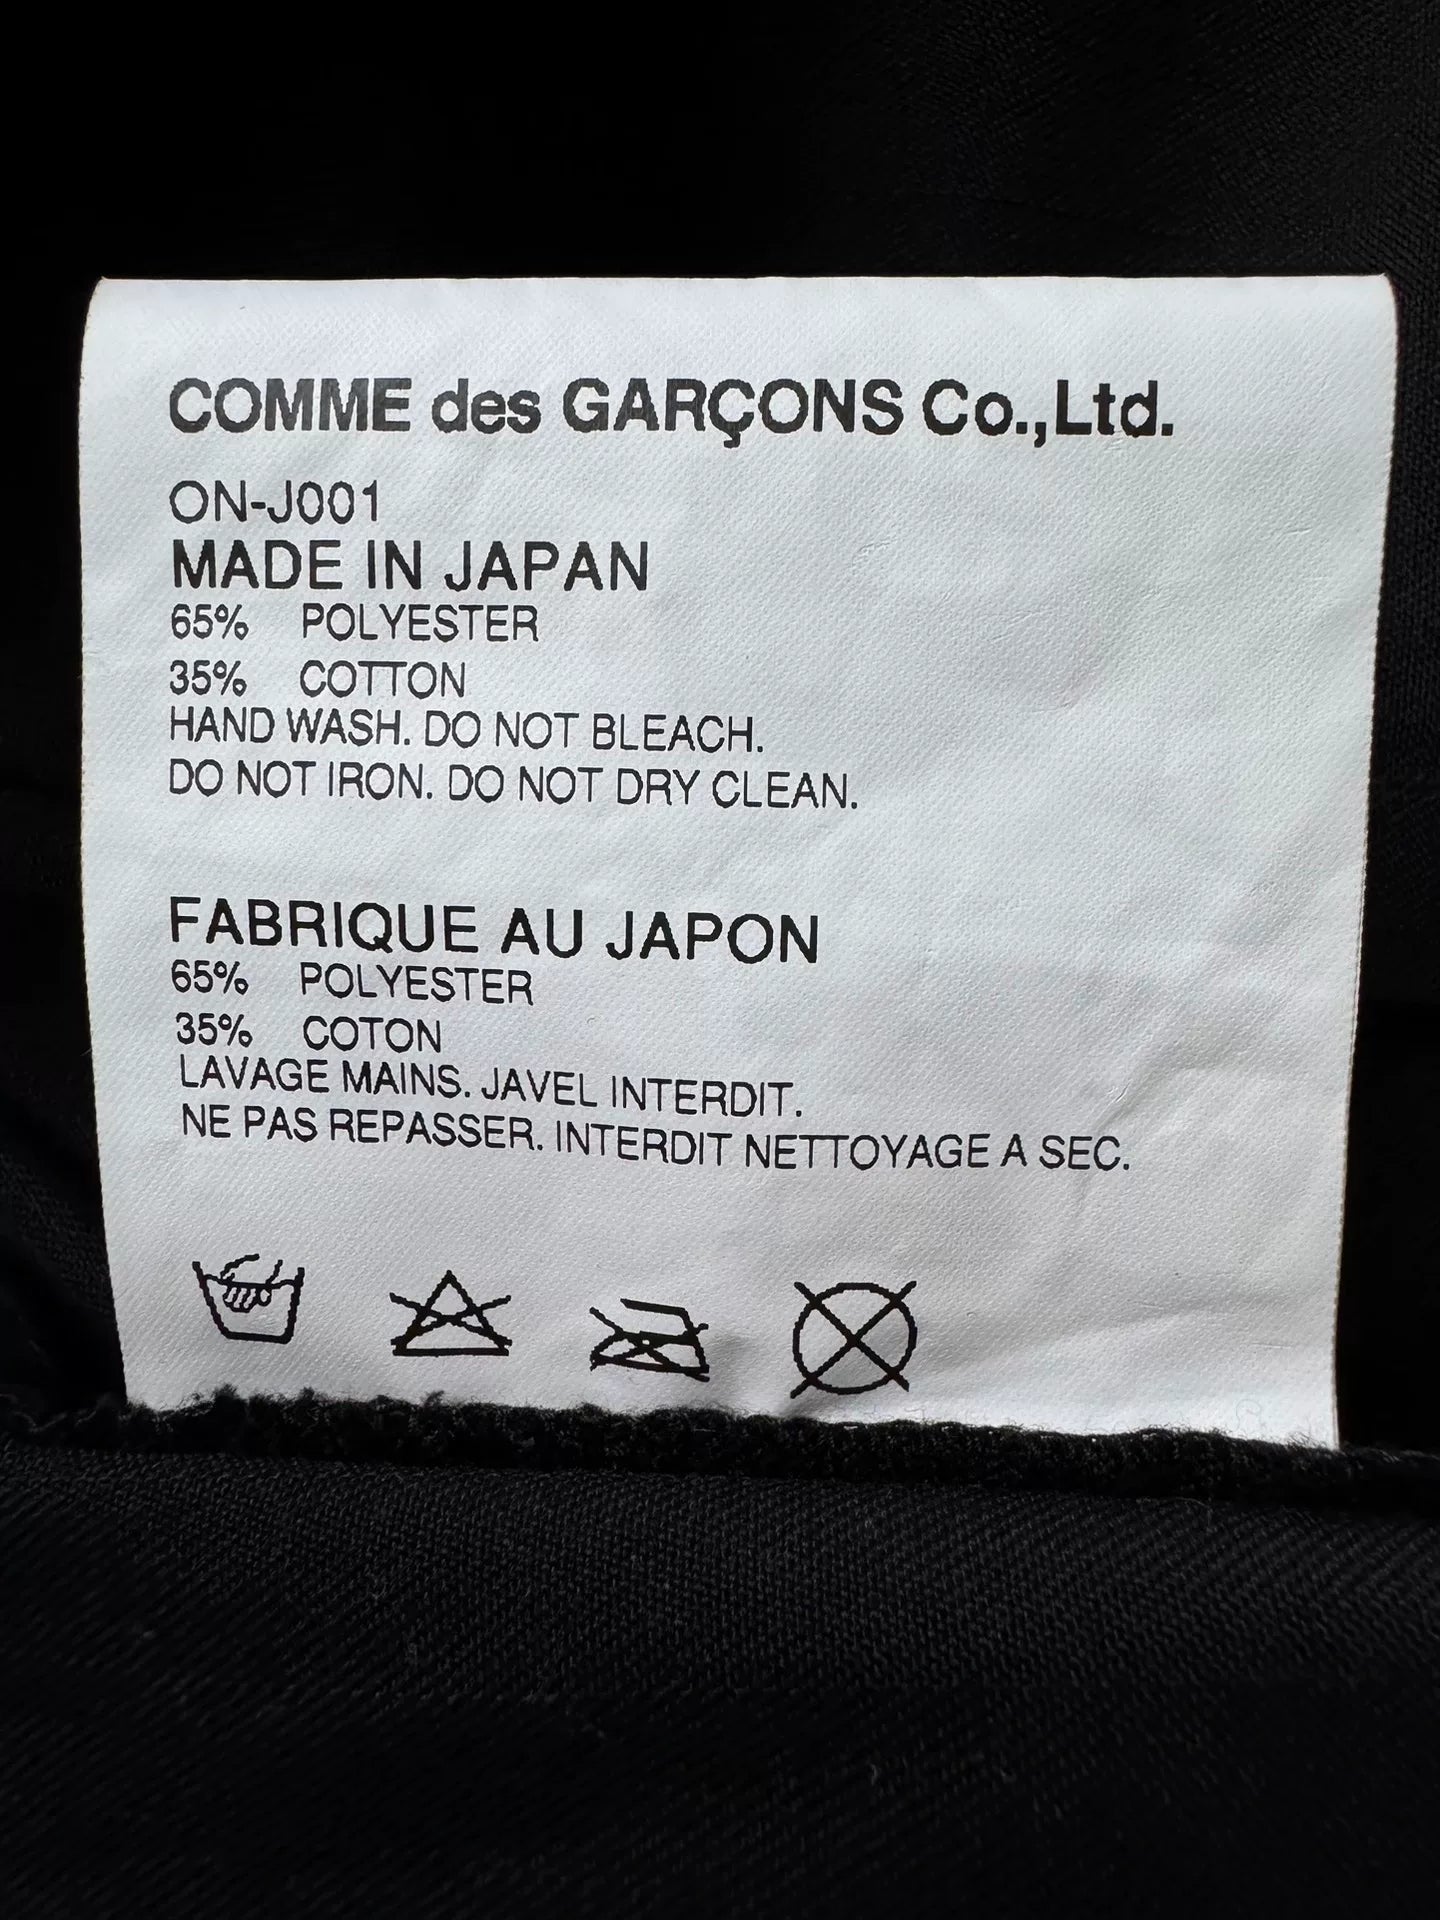 COMME des GARÇONS Co.,Ltd.
ON-J001
MADE IN JAPAN
65% POLYESTER
35% COTTON
HAND WASH. DO NOT BLEACH.
DO NOT IRON. DO NOT DRY CLEAN.
FABRIQUE AU JAPON
65% POLYESTER
35% COTON
LAVAGE MAINS. JAVEL INTERDIT.
NE PAS REPASSER. INTERDIT NETTOYAGE A SEC.